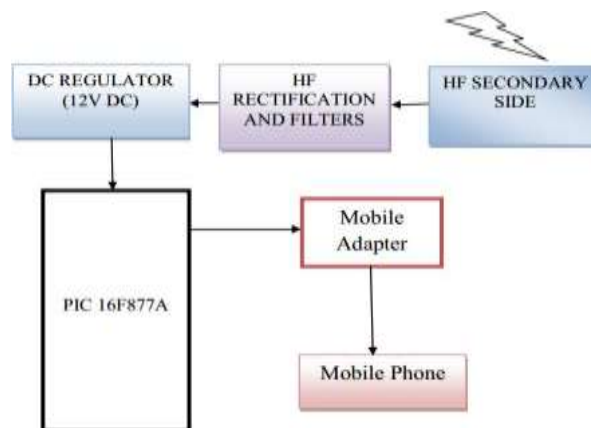 DC REGULATOR
(12V DC)
HF
RECTIFICATION
AND FILTERS
HF SECONDARY
SIDE
PIC 16F877A
Mobile
Adapter
Mobile Phone